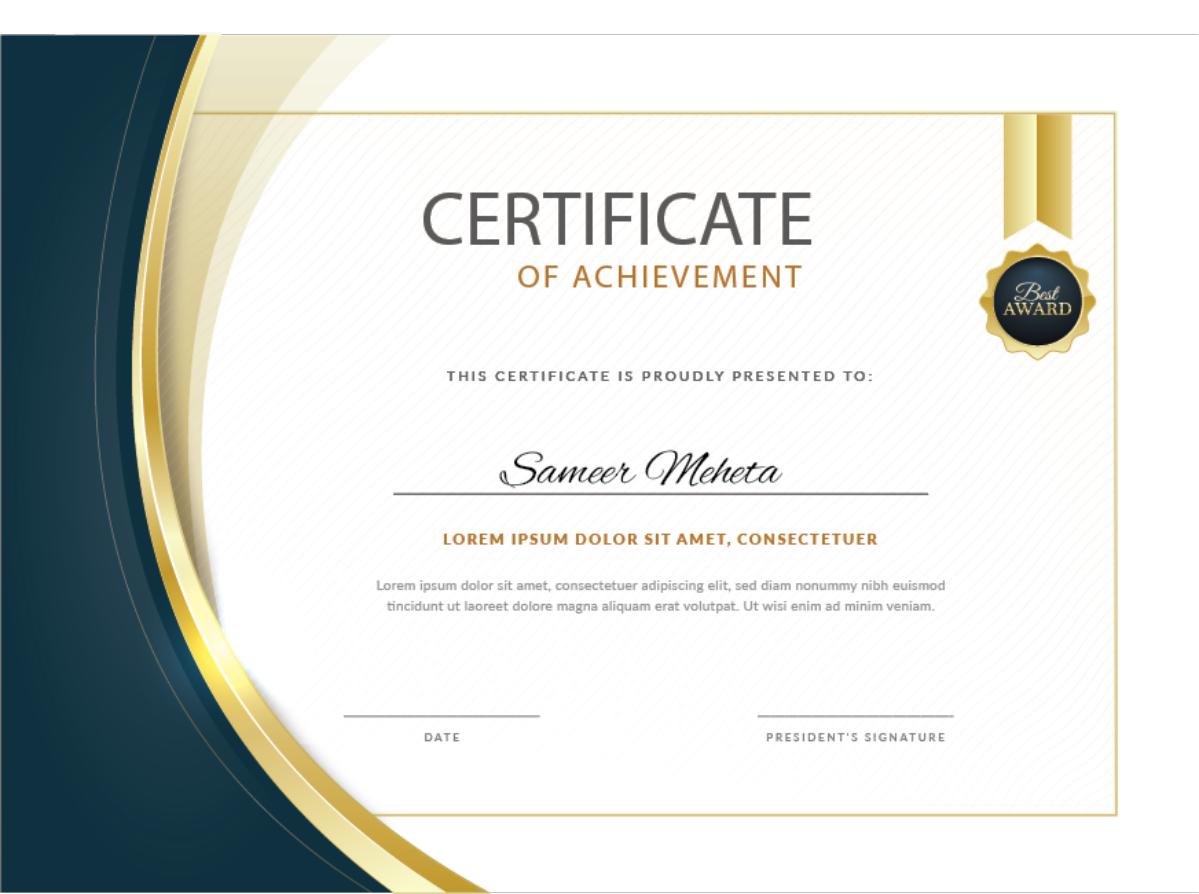 CERTIFICATE
OF ACHIEVEMENT
Best
AWARD
THIS CERTIFICATE IS PROUDLY PRESENTED TO:
Sameer Meheta
LOREM IPSUM DOLOR SIT AMET, CONSECTETUER
Lorem ipsum dolor sit amet, consectetuer adipiscing elit, sed diam nonummy nibh euismod
tincidunt ut laoreet dolore magna aliquam erat volutpat. Ut wisi enim ad minim veniam.
DATE
PRESIDENT'S SIGNATURE